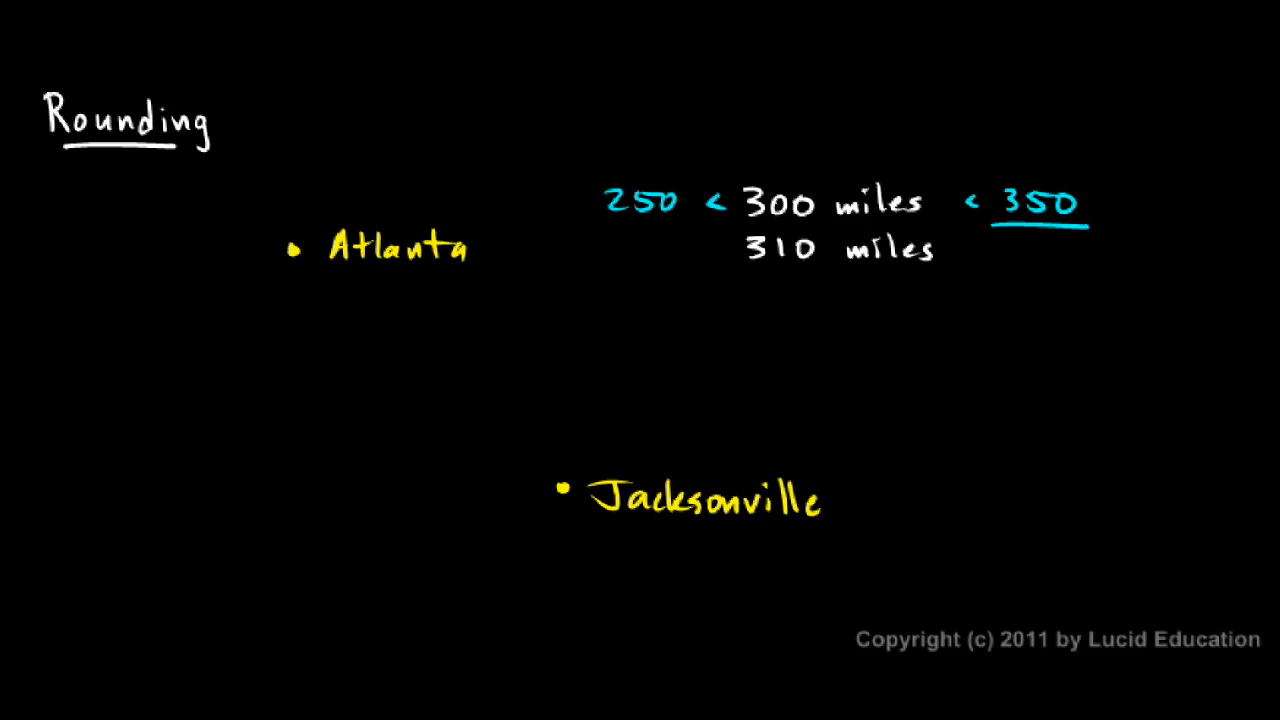 Rounding
250 < 300 miles < 350
• Atlanta 310 miles
• Jacksonville
Copyright (c) 2011 by Lucid Education